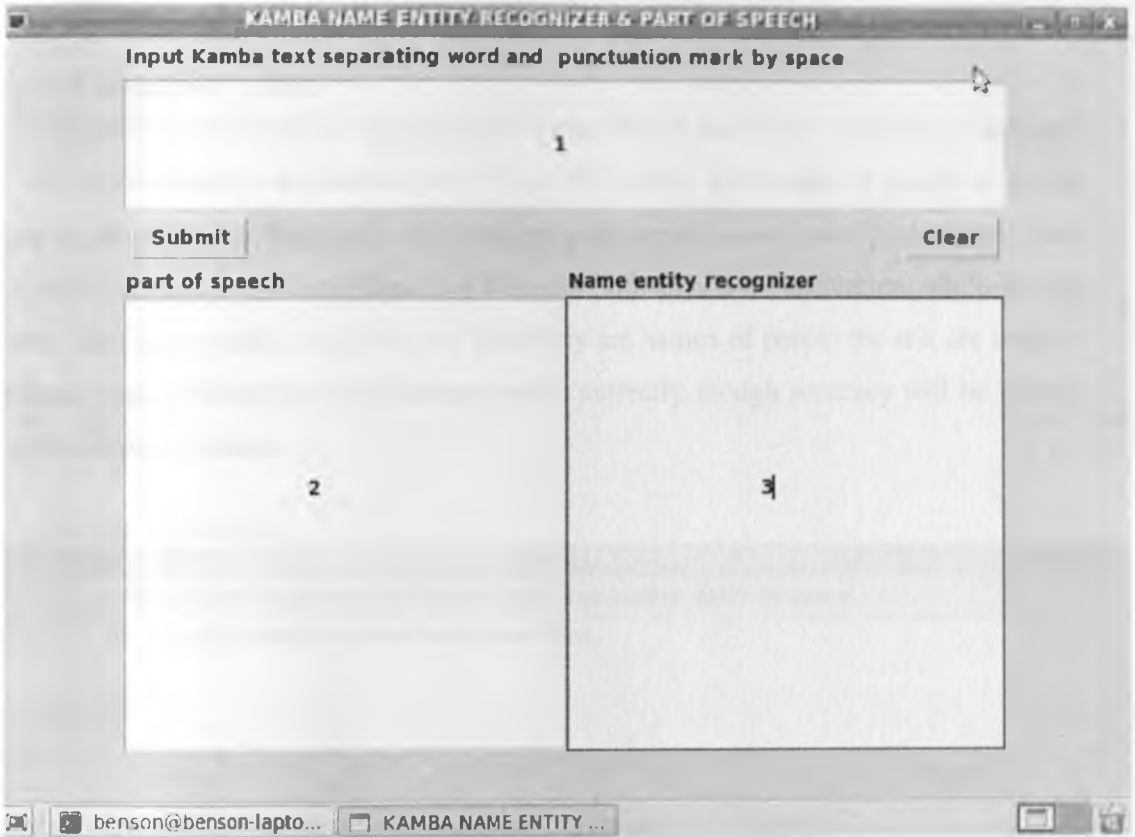 KAMBA NAME ENTITY RECOGNIZER & PART OF SPEECH
Input Kamba text separating word and punctuation mark by space
1
Submit
Clear
part of speech
Name entity recognizer
2
3
benson@benson-lapto...
KAMBA NAME ENTITY ...